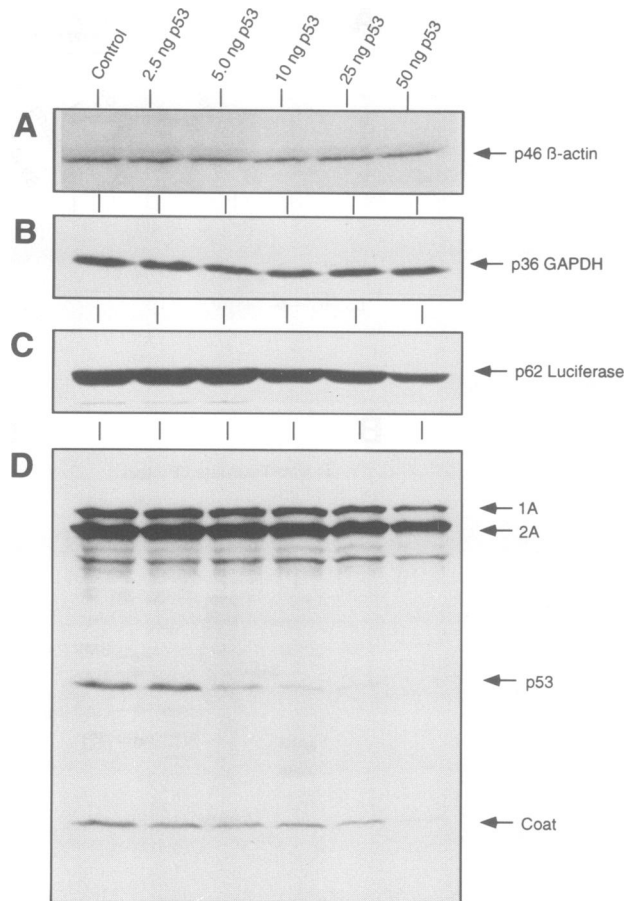 Control
2.5 ng p53
5.0 ng p53
10 ng p53
25 ng p53
50 ng p53
A
p46 ß-actin
B
p36 GAPDH
C
p62 Luciferase
D
1A
2A
p53
Coat